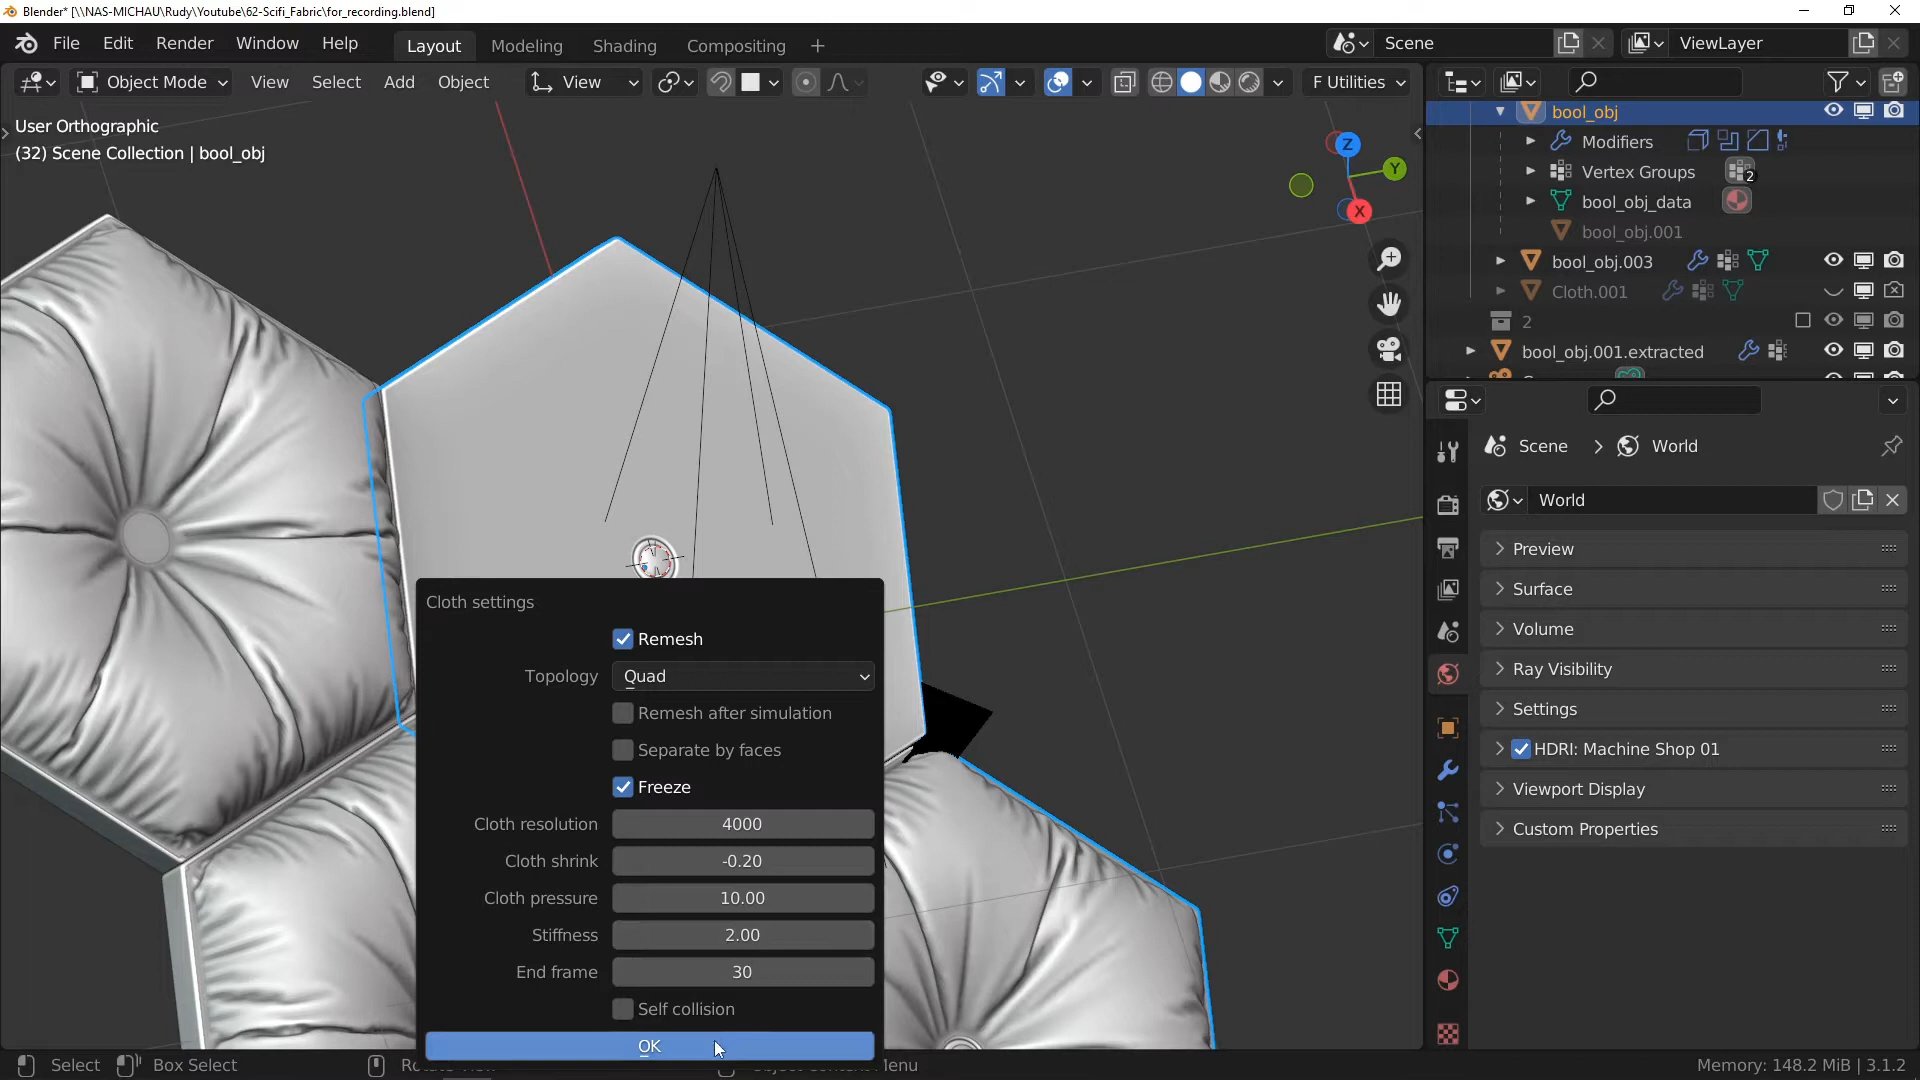 Blender* [\\NAS-MICHAU\Rudy\Youtube\62-Scifi_Fabric\for_recording.blend]
File Edit Render Window Help Layout Modeling Shading Compositing + Scene ViewLayer
Object Mode View Select Add Object View F Utilities
User Orthographic
(32) Scene Collection | bool_obj
Z
Y
X
bool_obj
Modifiers
Vertex Groups 2
bool_obj_data
bool_obj.001
bool_obj.003
Cloth.001
2
bool_obj.001.extracted
Scene > World
World
Preview
Surface
Volume
Ray Visibility
Settings
HDRI: Machine Shop 01
Viewport Display
Custom Properties
Cloth settings
Remesh
Topology Quad
Remesh after simulation
Separate by faces
Freeze
Cloth resolution 4000
Cloth shrink -0.20
Cloth pressure 10.00
Stiffness 2.00
End frame 30
Self collision
OK
Select Box Select Memory: 148.2 MiB | 3.1.2